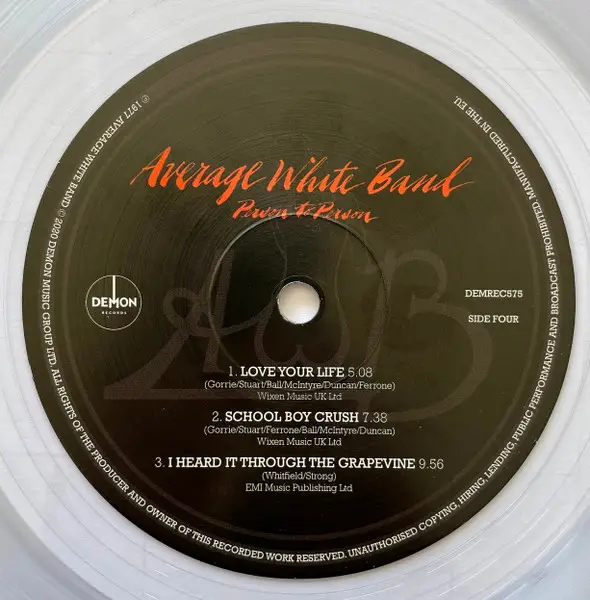 Average White Band
Person to Person
DEMON
RECORDS
DEMREC575
SIDE FOUR
1. LOVE YOUR LIFE 5.08
(Gorrie/Stuart/Ball/McIntyre/Duncan/Ferrone)
Wixen Music UK Ltd
2. SCHOOL BOY CRUSH 7.38
(Gorrie/Stuart/Ferrone/Ball/McIntyre/Duncan)
Wixen Music UK Ltd
3. I HEARD IT THROUGH THE GRAPEVINE 9.56
(Whitfield/Strong)
EMI Music Publishing Ltd
AWB
℗ 1977 AVERAGE WHITE BAND © 2020 DEMON MUSIC GROUP LTD. ALL RIGHTS OF THE PRODUCER AND OWNER OF THIS RECORDED WORK RESERVED. UNAUTHORISED COPYING, HIRING, LENDING, PUBLIC PERFORMANCE AND BROADCAST PROHIBITED. MANUFACTURED IN THE EU.